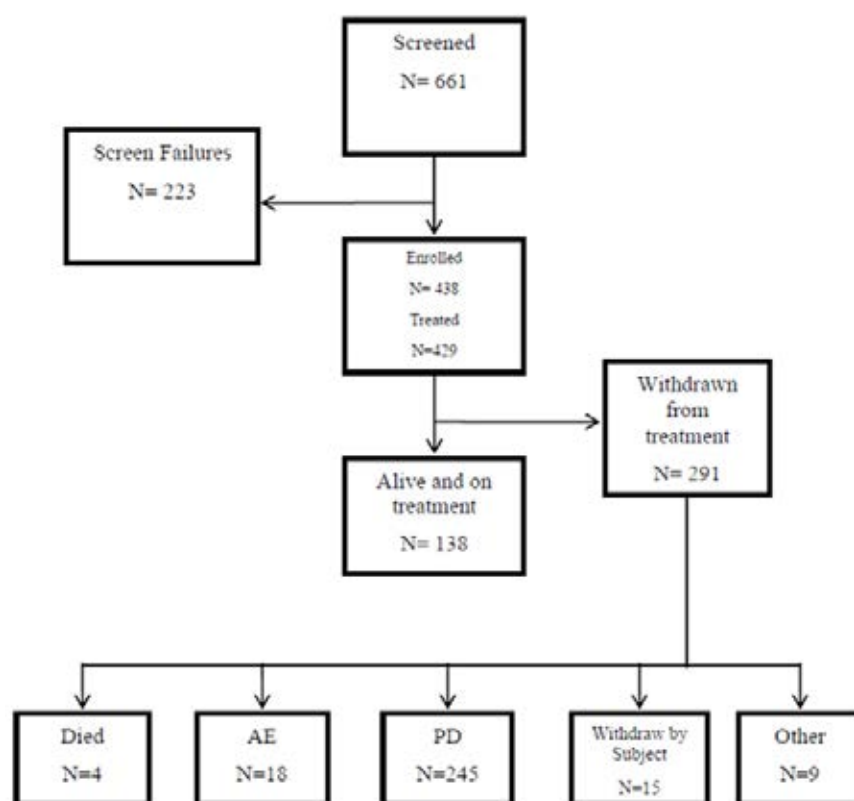 Screened
N= 661
Screen Failures
N= 223
Enrolled
N= 438
Treated
N=429
Withdrawn
from
treatment
N= 291
Alive and on
treatment
N= 138
Died
N=4
AE
N=18
PD
N=245
Withdraw by
Subject
N=15
Other
N=9